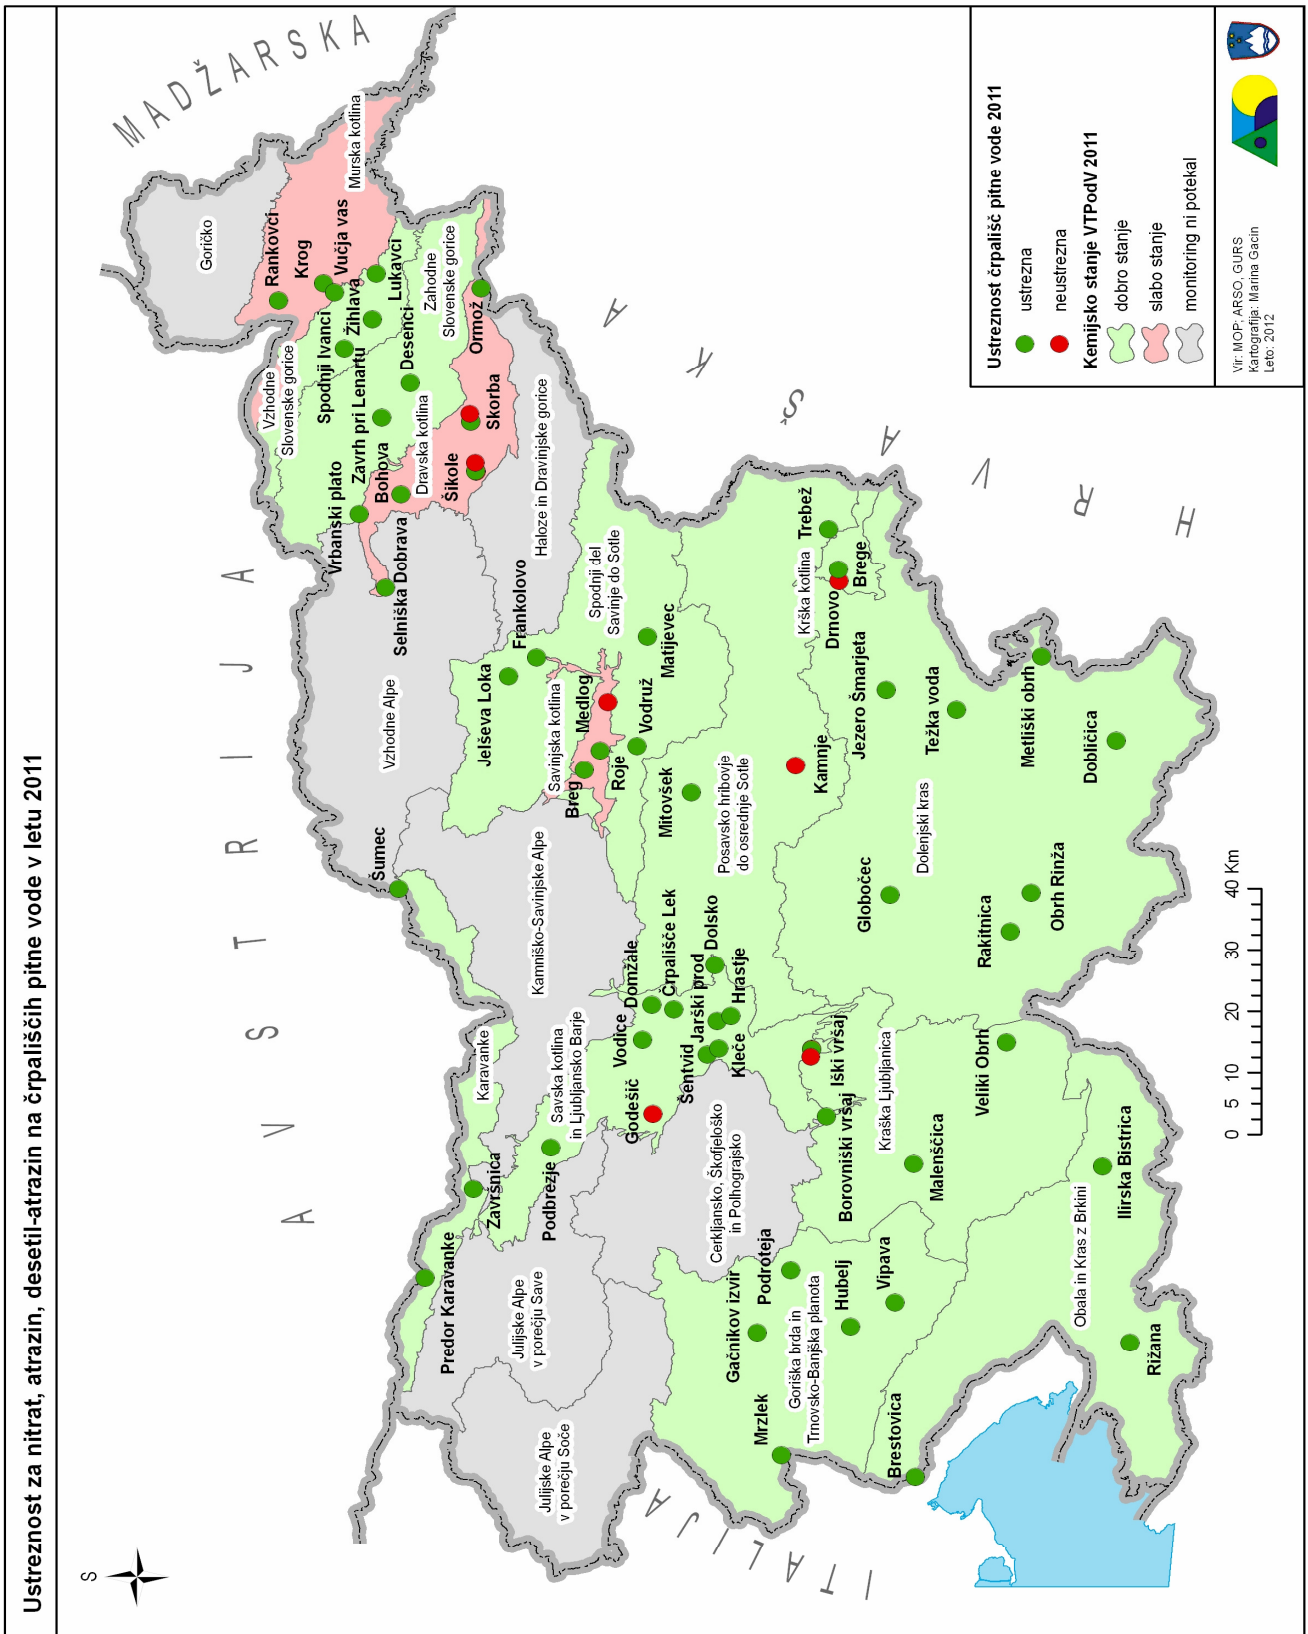 Ustreznost za nitrat, atrazin, desetil-atrazin na črpališčih pitne vode v letu 2011
S
A V S T R I J A
M A D Ž A R S K A
I T A L I J A
H R V A Š K A
Goričko
Murska kotlina
Rankovci
Krog
Vučja vas
Vzhodne
Slovenske gorice
Spodnji Ivanci
Žihlava
Lukavci
Zahodne
Slovenske gorice
Zavrh pri Lenartu
Desenci
Ormož
Vrbanski plato
Bohova
Dravska kotlina
Šikole
Skorba
Selniška Dobrava
Haloze in Dravinjske gorice
Vzhodne Alpe
Frankolovo
Jelševa Loka
Spodnji del
Savinje do Sotle
Savinjska kotlina
Medlog
Matijevec
Breg
Roje
Vodruž
Šumec
Kamniško-Savinjske Alpe
Mitovšek
Posavsko hribovje
do osrednje Sotle
Trebež
Krška kotlina
Drnovo
Brege
Kamnje
Jezero Šmarjeta
Težka voda
Metliški obrh
Dobličica
Dolenjski kras
Globočec
Rakitnica
Obrh Rinža
Karavanke
Savska kotlina
in Ljubljansko Barje
Vodice
Domžale
Črpališče Lek
Dolsko
Jarški prod
Hrastje
Šentvid
Kleče
Godešič
Završnica
Podbrezje
Predor Karavanke
Julijske Alpe
v porečju Save
Julijske Alpe
v porečju Soče
Cerkljansko, Škofjeloško
in Polhograjsko
Iški vršaj
Borovniški vršaj
Kraška Ljubljanica
Malenščica
Veliki Obrh
Gačnikov izvir
Podroteja
Mrzlek
Goriška brda in
Trnovsko-Banjška planota
Hubelj
Vipava
Brestovica
Obala in Kras z Brkini
Ilirska Bistrica
Rižana
0 5 10 20 30 40 Km
Ustreznost črpališč pitne vode 2011
ustrezna
neustrezna
Kemijsko stanje VTPodV 2011
dobro stanje
slabo stanje
monitoring ni potekal
Vir: MOP; ARSO, GURS
Kartografija: Marina Gacin
Leto: 2012